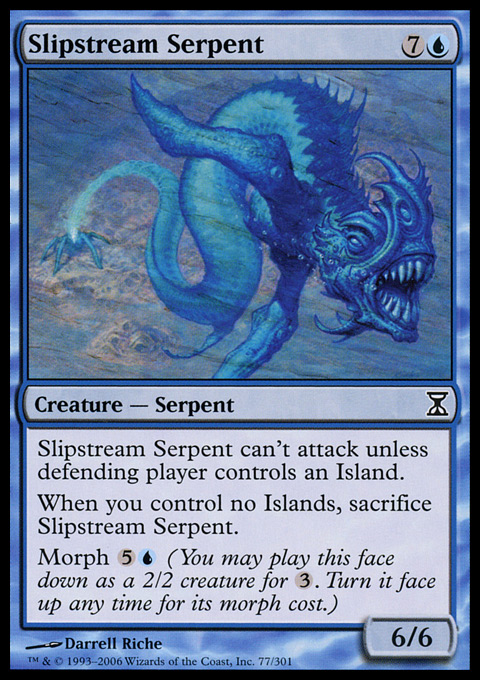 Slipstream Serpent 7
Creature — Serpent
Slipstream Serpent can't attack unless
defending player controls an Island.
When you control no Islands, sacrifice
Slipstream Serpent.
Morph 5 (You may play this face
down as a 2/2 creature for 3. Turn it face
up any time for its morph cost.)
6/6
Darrell Riche
™ & © 1993–2006 Wizards of the Coast, Inc. 77/301